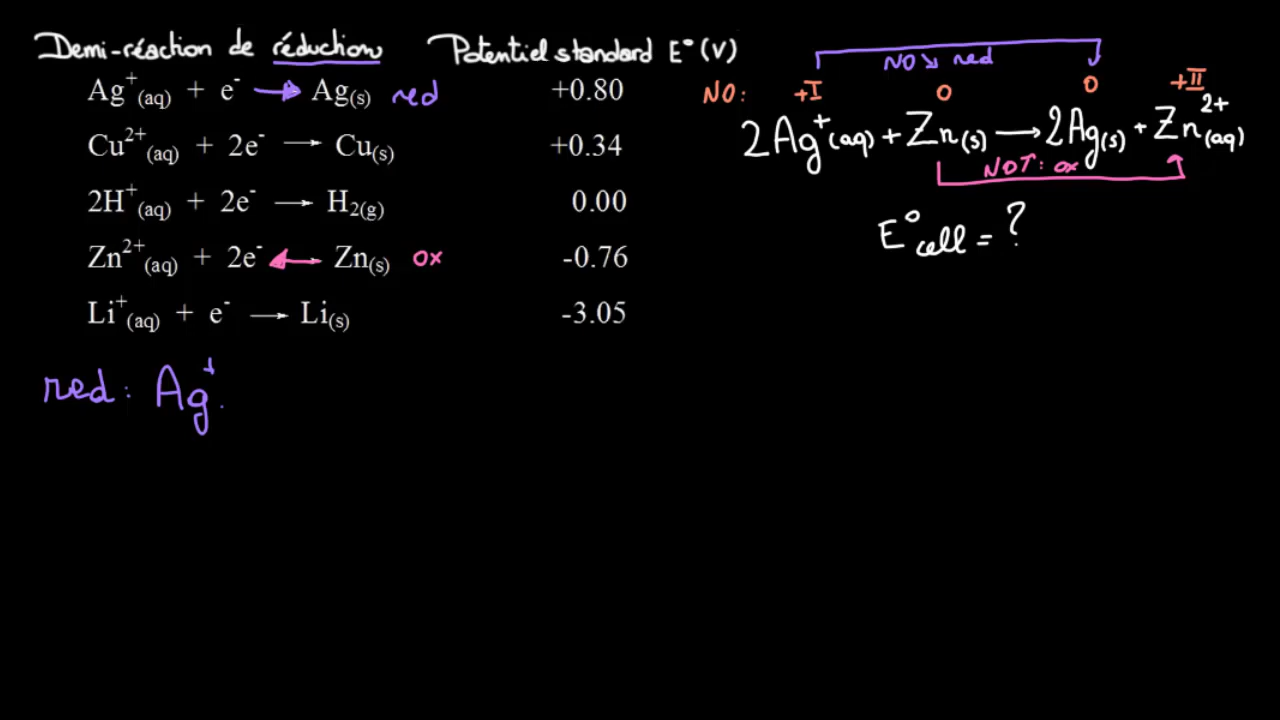 Demi-réaction de réduction Potentiel standard E° (V)
Ag⁺(aq) + e⁻ → Ag(s) red +0.80
Cu²⁺(aq) + 2e⁻ → Cu(s) +0.34
2H⁺(aq) + 2e⁻ → H₂(g) 0.00
Zn²⁺(aq) + 2e⁻ ← Zn(s) ox -0.76
Li⁺(aq) + e⁻ → Li(s) -3.05
red: Ag⁺
NO ↘ red
NO: +I 0 0 +II
2Ag⁺(aq) + Zn(s) → 2Ag(s) + Zn²⁺(aq)
NO↑: ox
E°cell = ?